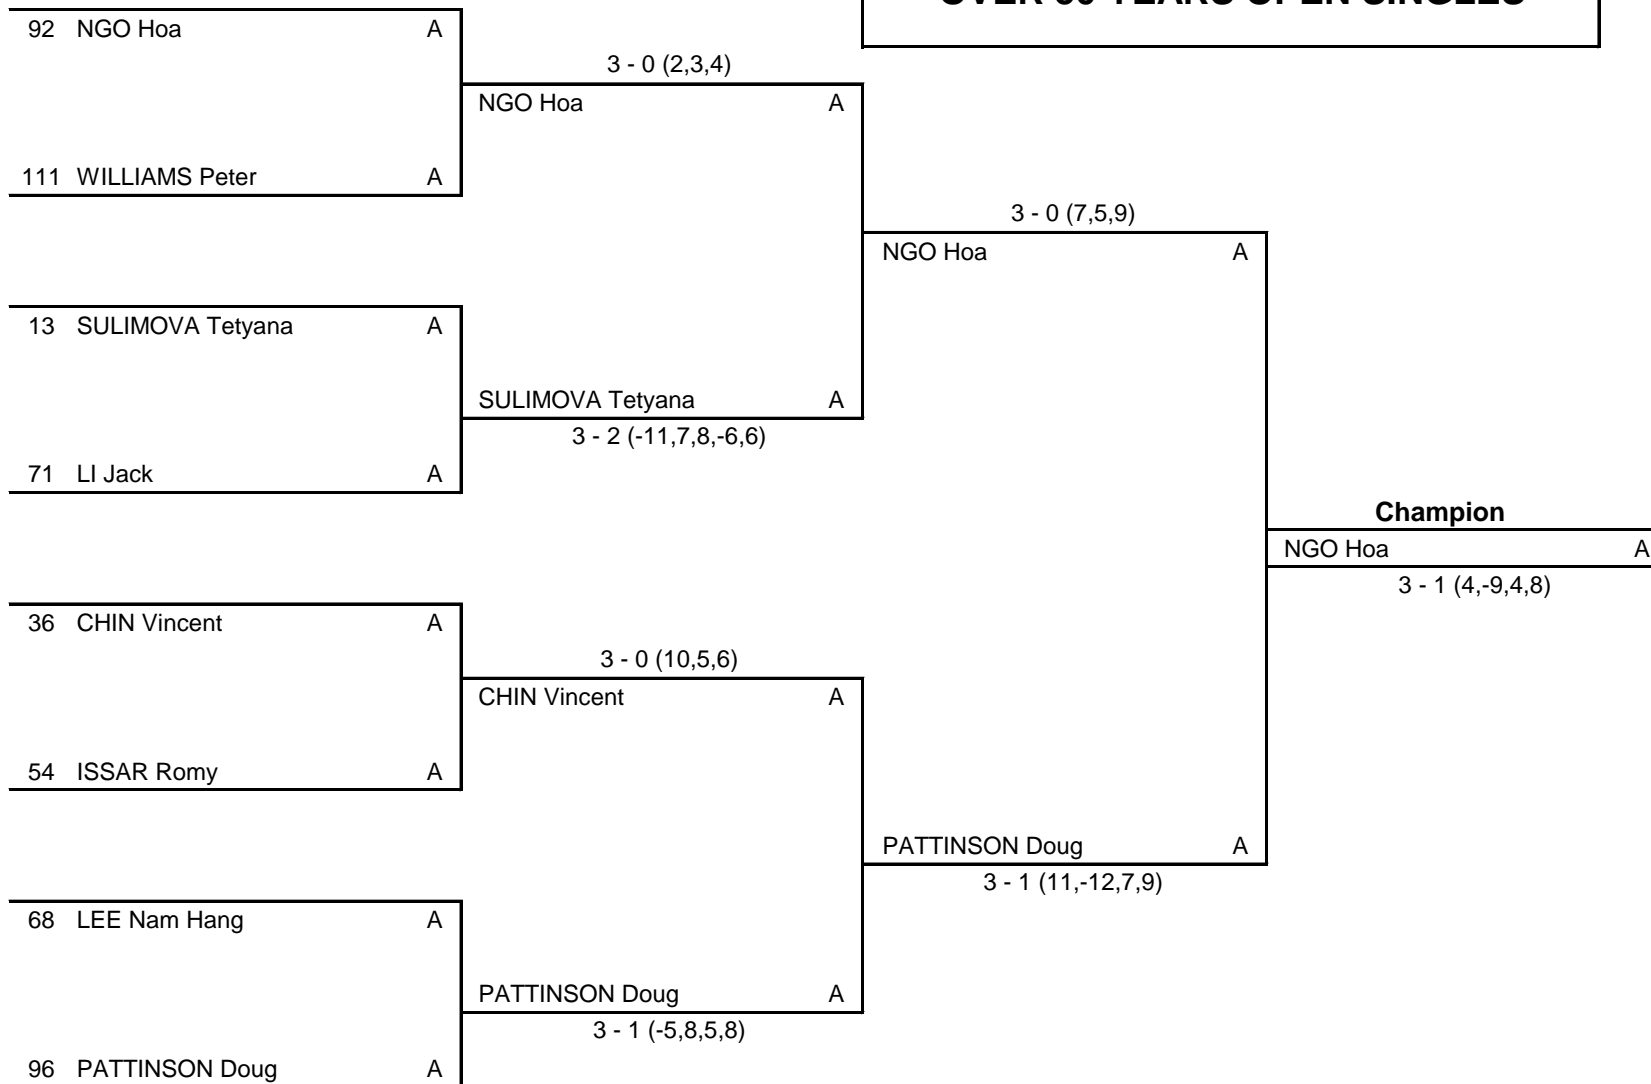 92 NGO Hoa A
3 - 0 (2,3,4)
NGO Hoa A
111 WILLIAMS Peter A
3 - 0 (7,5,9)
NGO Hoa A
13 SULIMOVA Tetyana A
SULIMOVA Tetyana A
3 - 2 (-11,7,8,-6,6)
71 LI Jack A
Champion
NGO Hoa A
3 - 1 (4,-9,4,8)
36 CHIN Vincent A
3 - 0 (10,5,6)
CHIN Vincent A
54 ISSAR Romy A
PATTINSON Doug A
3 - 1 (11,-12,7,9)
68 LEE Nam Hang A
PATTINSON Doug A
3 - 1 (-5,8,5,8)
96 PATTINSON Doug A